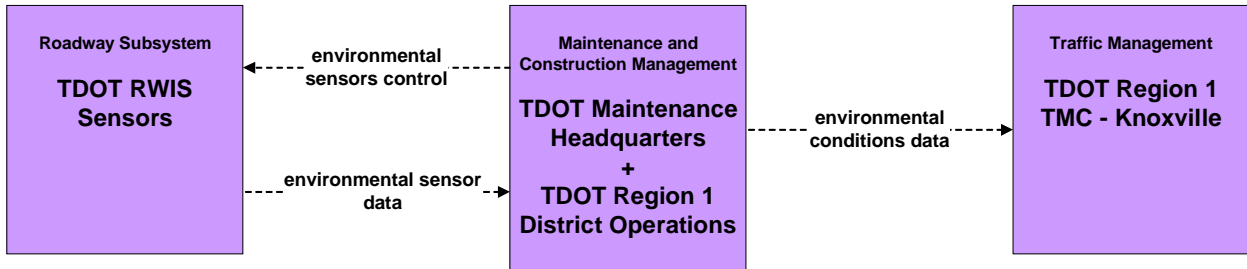 Roadway Subsystem
TDOT RWIS
Sensors
environmental
sensors control
environmental sensor
data
Maintenance and
Construction Management
TDOT Maintenance
Headquarters
+
TDOT Region 1
District Operations
environmental
conditions data
Traffic Management
TDOT Region 1
TMC - Knoxville